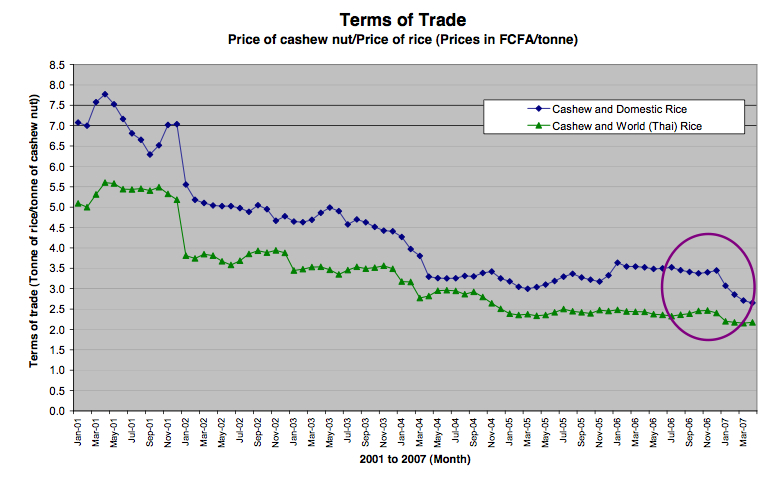 Terms of Trade
Price of cashew nut/Price of rice (Prices in FCFA/tonne)
Terms of trade (Tonne of rice/tonne of cashew nut))
8.5
8.0
7.5
7.0
6.5
6.0
5.5
5.0
4.5
4.0
3.5
3.0
2.5
2.0
1.5
1.0
0.5
0.0
Cashew and Domestic Rice
Cashew and World (Thai) Rice
Jan-01
Mar-01
May-01
Jul-01
Sep-01
Nov-01
Jan-02
Mar-02
May-02
Jul-02
Sep-02
Nov-02
Jan-03
Mar-03
May-03
Jul-03
Sep-03
Nov-03
Jan-04
Mar-04
May-04
Jul-04
Sep-04
Nov-04
Jan-05
Mar-05
May-05
Jul-05
Sep-05
Nov-05
Jan-06
Mar-06
May-06
Jul-06
Sep-06
Nov-06
Jan-07
Mar-07
2001 to 2007 (Month)